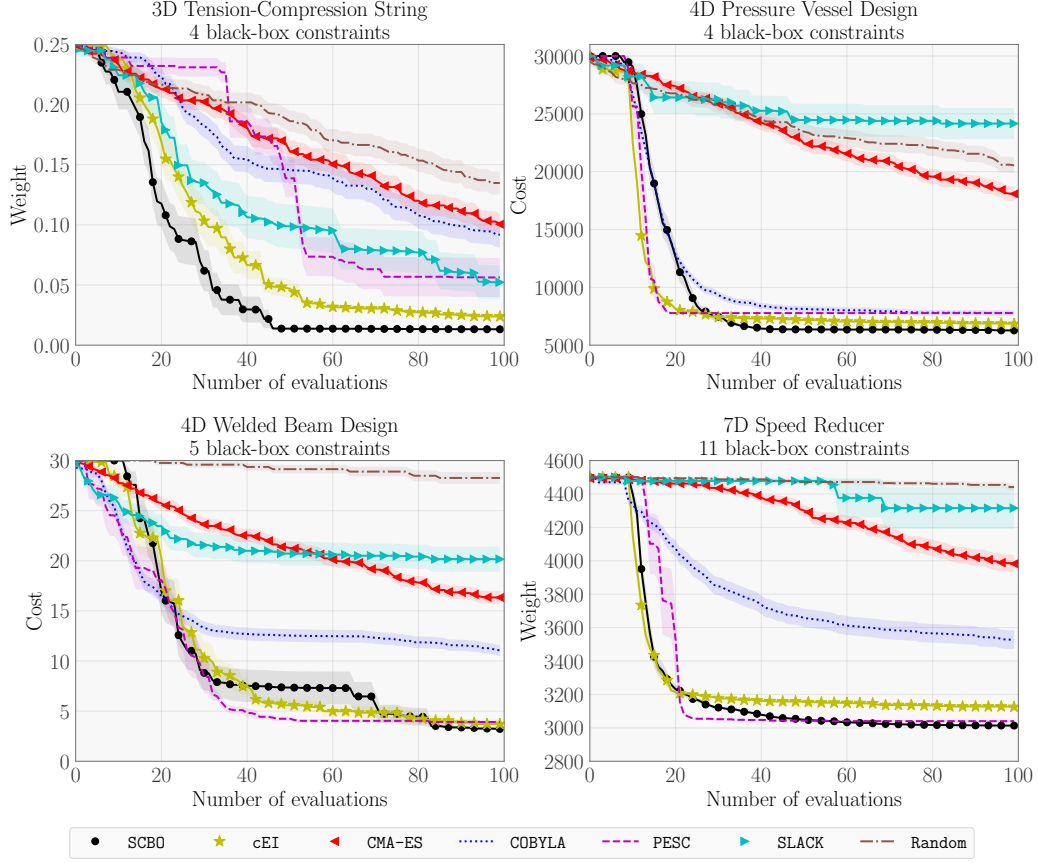 3D Tension-Compression String
4 black-box constraints
0.25
0.20
0.15
0.10
0.05
0.00
Weight
0 20 40 60 80 100
Number of evaluations
4D Pressure Vessel Design
4 black-box constraints
30000
25000
20000
15000
10000
5000
Cost
0 20 40 60 80 100
Number of evaluations
4D Welded Beam Design
5 black-box constraints
30
25
20
15
10
5
0
Cost
0 20 40 60 80 100
Number of evaluations
7D Speed Reducer
11 black-box constraints
4600
4400
4200
4000
3800
3600
3400
3200
3000
2800
Weight
0 20 40 60 80 100
Number of evaluations
SCBO cEI CMA-ES COBYLA PESC SLACK Random